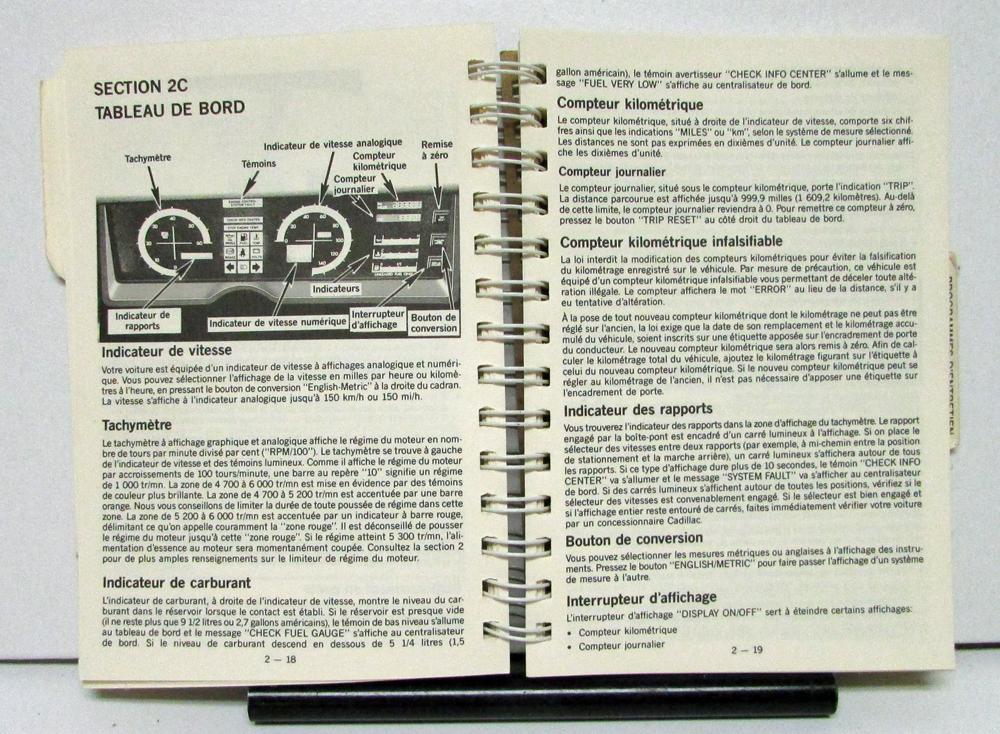 SECTION 2C
TABLEAU DE BORD
Tachymètre
Témoins
Indicateur de vitesse analogique
Compteur
kilométrique
Remise
à zéro
Compteur
journalier
Indicateurs
Indicateur de
rapports
Indicateur de vitesse numérique
Interrupteur
d'affichage
Bouton de
conversion
Indicateur de vitesse
Votre voiture est équipée d'un indicateur de vitesse à affichages analogique et numéri-
que. Vous pouvez sélectionner l'affichage de la vitesse en milles par heure ou kilomè-
tres à l'heure, en pressant le bouton de conversion "English-Metric" à la droite du cadran.
La vitesse s'affiche à l'indicateur analogique jusqu'à 150 km/h ou 150 mi/h.
Tachymètre
Le tachymètre à affichage graphique et analogique affiche le régime du moteur en nom-
bre de tours par minute divisé par cent ("RPM/100"). Le tachymètre se trouve à gauche
de l'indicateur de vitesse et des témoins lumineux. Comme il affiche le régime du moteur
par accroissements de 100 tours/minute, une barre au repère "10" signifie un régime
de 1 000 tr/mn. La zone de 4 700 à 6 000 tr/mn est mise en évidence par des témoins
de couleur plus brillante. La zone de 4 700 à 5 200 tr/mn est accentuée par une barre
orange. Nous vous conseillons de limiter la durée de toute poussée de régime dans cette
zone. La zone de 5 200 à 6 000 tr/mn est accentuée par un indicateur à barre rouge,
délimitant ce qu'on appelle couramment la "zone rouge". Il est déconseillé de pousser
le régime du moteur jusqu'à cette "zone rouge". Si le régime atteint 5 300 tr/mn, l'ali-
mentation d'essence au moteur sera momentanément coupée. Consultez la section 2
pour de plus amples renseignements sur le limiteur de régime du moteur.
Indicateur de carburant
L'indicateur de carburant, à droite de l'indicateur de vitesse, montre le niveau du car-
burant dans le réservoir lorsque le contact est établi. Si le réservoir est presque vide
(il ne reste plus que 9 1/2 litres ou 2,7 gallons américains), le témoin de bas niveau s'allume
au tableau de bord et le message "CHECK FUEL GAUGE" s'affiche au centralisateur
de bord. Si le niveau de carburant descend en dessous de 5 1/4 litres (1,5
2 — 18
gallon américain), le témoin avertisseur "CHECK INFO CENTER" s'allume et le mes-
sage "FUEL VERY LOW" s'affiche au centralisateur de bord.
Compteur kilométrique
Le compteur kilométrique, situé à droite de l'indicateur de vitesse, comporte six chif-
fres ainsi que les indications "MILES" ou "km", selon le système de mesure sélectionné.
Les distances ne sont pas exprimées en dixièmes d'unité. Le compteur journalier affi-
che les dixièmes d'unité.
Compteur journalier
Le compteur journalier, situé sous le compteur kilométrique, porte l'indication "TRIP".
La distance parcourue est affichée jusqu'à 999,9 miles (1 609,2 kilomètres). Au-delà
de cette limite, le compteur journalier reviendra à 0. Pour remettre ce compteur à zéro,
pressez le bouton "TRIP RESET" au côté droit du tableau de bord.
Compteur kilométrique infalsifiable
La loi interdit la modification des compteurs kilométriques pour éviter la falsification
du kilométrage enregistré sur le véhicule. Par mesure de précaution, ce véhicule est
équipé d'un compteur kilométrique infalsifiable vous permettant de déceler toute alté-
ration illégale. Le compteur affichera le mot "ERROR" au lieu de la distance, s'il y a
eu tentative d'altération.
À la pose de tout nouveau compteur kilométrique dont le kilométrage ne peut pas être
réglé sur l'ancien, la loi exige que la date de son remplacement et le kilométrage accu-
mulé du véhicule, soient inscrits sur une étiquette apposée sur l'encadrement de porte
du conducteur. Le nouveau compteur kilométrique sera alors remis à zéro. Afin de cal-
culer le kilométrage total du véhicule, ajoutez le kilométrage figurant sur l'étiquette à
celui du nouveau compteur kilométrique. Si le nouveu compteur kilométrique peut se
régler au kilométrage de l'ancien, il n'est pas nécessaire d'apposer une étiquette sur
l'encadrement de porte.
Indicateur des rapports
Vous trouverez l'indicateur des rapports dans la zone d'affichage du tachymètre. Le rapport
engagé par la boîte-pont est encadré d'un carré lumineux à l'affichage. Si on place le
sélecteur des vitesses entre deux rapports (par exemple, à mi-chemin entre la position
de stationnement et la marche arrière), un carré lumineux s'affichera autour de tous
les rapports. Si ce type d'affichage dure plus de 10 secondes, le témoin "CHECK INFO
CENTER" va s'allumer et le message "SYSTEM FAULT" va s'afficher au centralisateur
de bord. Si des carrés lumineux s'affichent autour de toutes les positions, vérifiez si le
sélecteur des vitesses est convenablement engagé. Si le sélecteur est bien engagé et
si l'affichage entier reste entouré de carrés, faites immédiatement vérifier votre voiture
par un concessionnaire Cadillac.
Bouton de conversion
Vous pouvez sélectionner les mesures métriques ou anglaises à l'affichage des instru-
ments. Pressez le bouton "ENGLISH/METRIC" pour faire passer l'affichage d'un système
de mesure à l'autre.
Interrupteur d'affichage
L'interrupteur d'affichage "DISPLAY ON/OFF" sert à éteindre certains affichages:
• Compteur kilométrique
• Compteur journalier
2 — 19